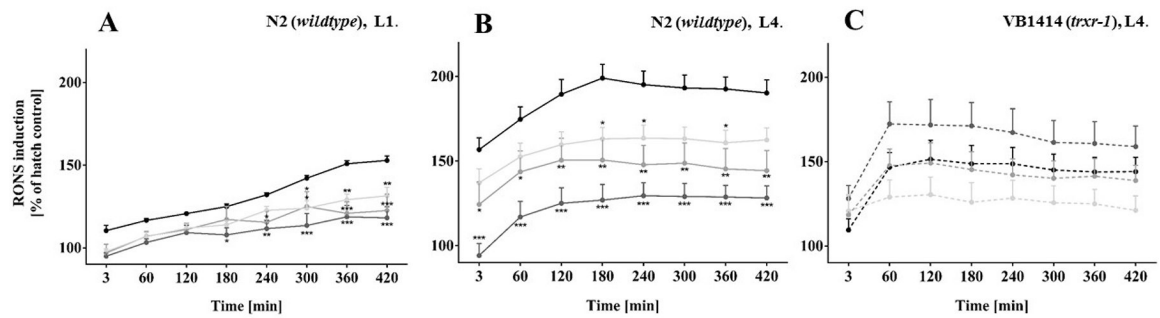 A N2 (wildtype), L1.
B N2 (wildtype), L4.
C VB1414 (trxr-1), L4.
RONS induction
[% of hatch control]
200
150
100
3 60 120 180 240 300 360 420
Time [min]
* ** *** * *** ** *** ** *** ***
200
150
100
3 60 120 180 240 300 360 420
Time [min]
* * *
* * ** ** ** ** ** **
*** *** *** *** *** *** *** ***
200
150
100
3 60 120 180 240 300 360 420
Time [min]